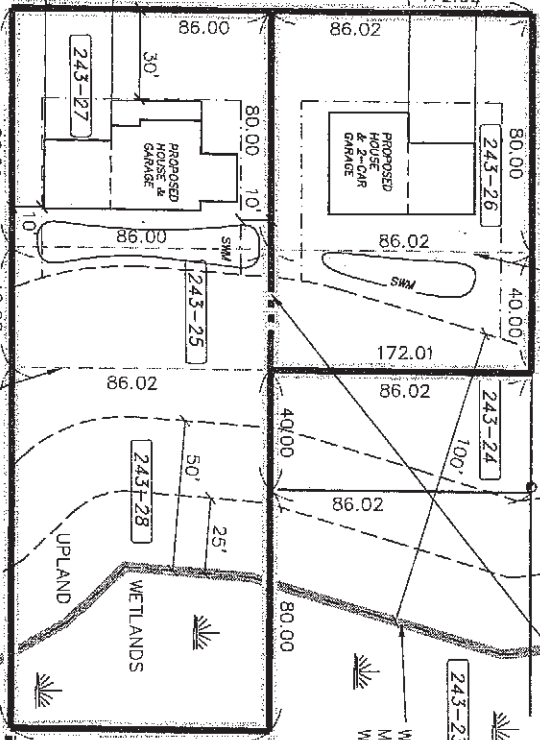 86.00
86.02
243-27
30'
80.00
PROPOSED
HOUSE &
GARAGE
10'
10'
86.00
SWM
243-25
PROPOSED
HOUSE
& 2-CAR
GARAGE
243-26
80.00
86.02
SWM
40.00
172.01
86.02
86.02
40.00
243-24
100'
86.02
50'
243-28
25'
UPLAND
WETLANDS
80.00
W
M
W